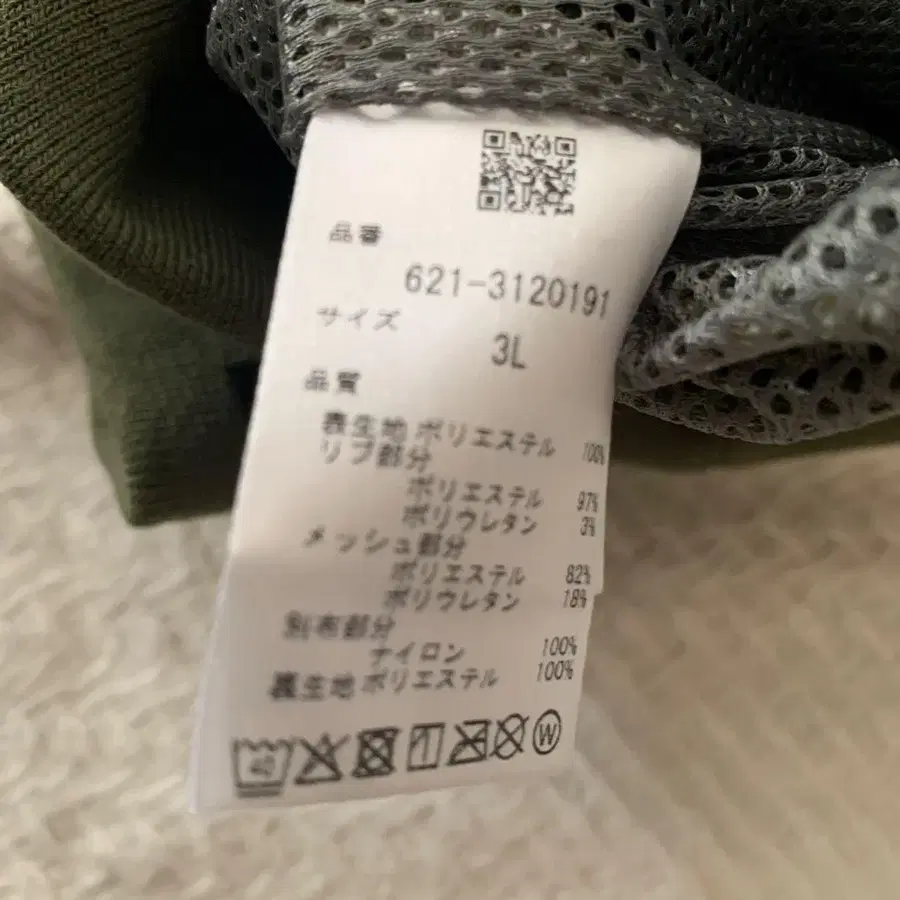 品番
621-3120191
サイズ
3L
品質
表生地 ポリエステル 100%
リブ部分
ポリエステル 97%
ポリウレタン 3%
メッシュ部分
ポリエステル 82%
ポリウレタン 18%
別布部分
ナイロン 100%
裏生地 ポリエステル 100%
40 W